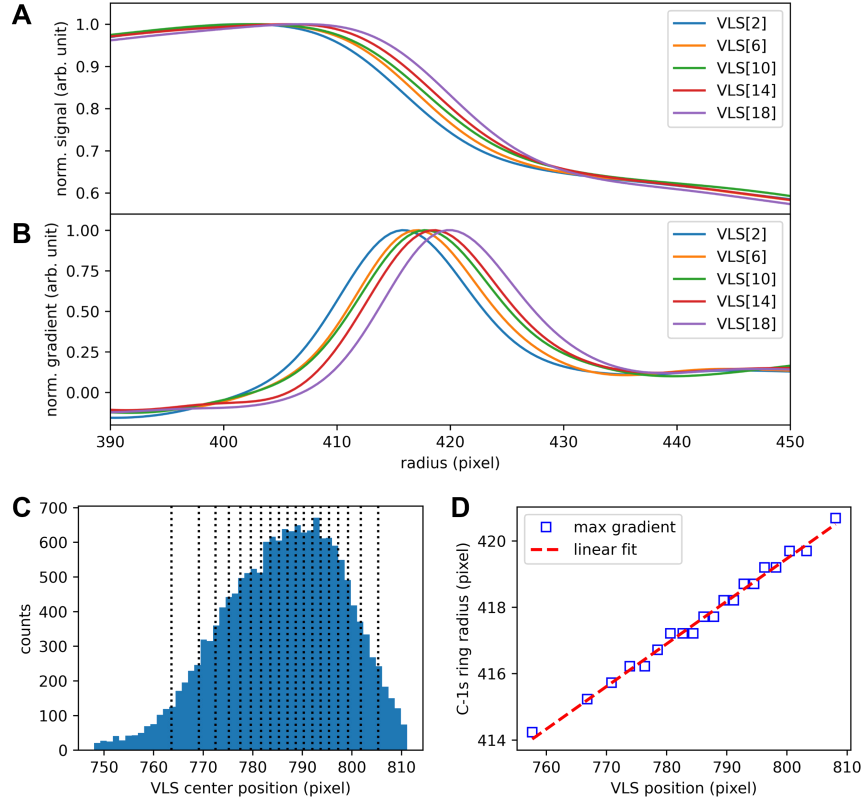 A
norm. signal (arb. unit)
1.0
1.0
0.9
0.8
0.7
0.6
VLS[2]
VLS[6]
VLS[10]
VLS[14]
VLS[18]
B
norm. gradient (arb. unit)
1.00
0.75
0.50
0.25
0.00
VLS[2]
VLS[6]
VLS[10]
VLS[14]
VLS[18]
390 400 410 420 430 440 450
radius (pixel)
C
counts
700
600
500
400
300
200
100
0
750 760 770 780 790 800 810
VLS center position (pixel)
D
C-1s ring radius (pixel)
420
418
416
414
max gradient
linear fit
760 770 780 790 800 810
VLS position (pixel)